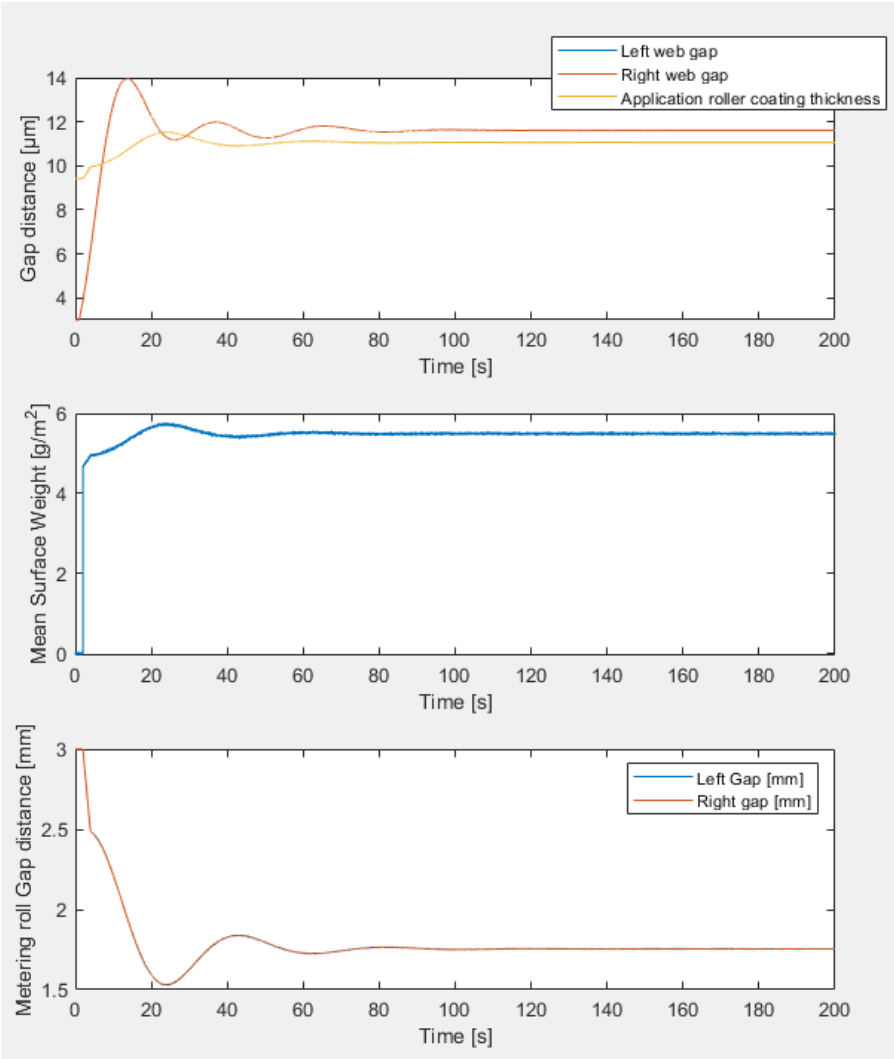 Left web gap
Right web gap
Application roller coating thickness
Gap distance [μm]
14
12
10
8
6
4
0 20 40 60 80 100 120 140 160 180 200
Time [s]
Mean Surface Weight [g/m²]
6
4
2
0
0 20 40 60 80 100 120 140 160 180 200
Time [s]
Metering roll Gap distance [mm]
3
2.5
2
1.5
Left Gap [mm]
Right gap [mm]
0 20 40 60 80 100 120 140 160 180 200
Time [s]